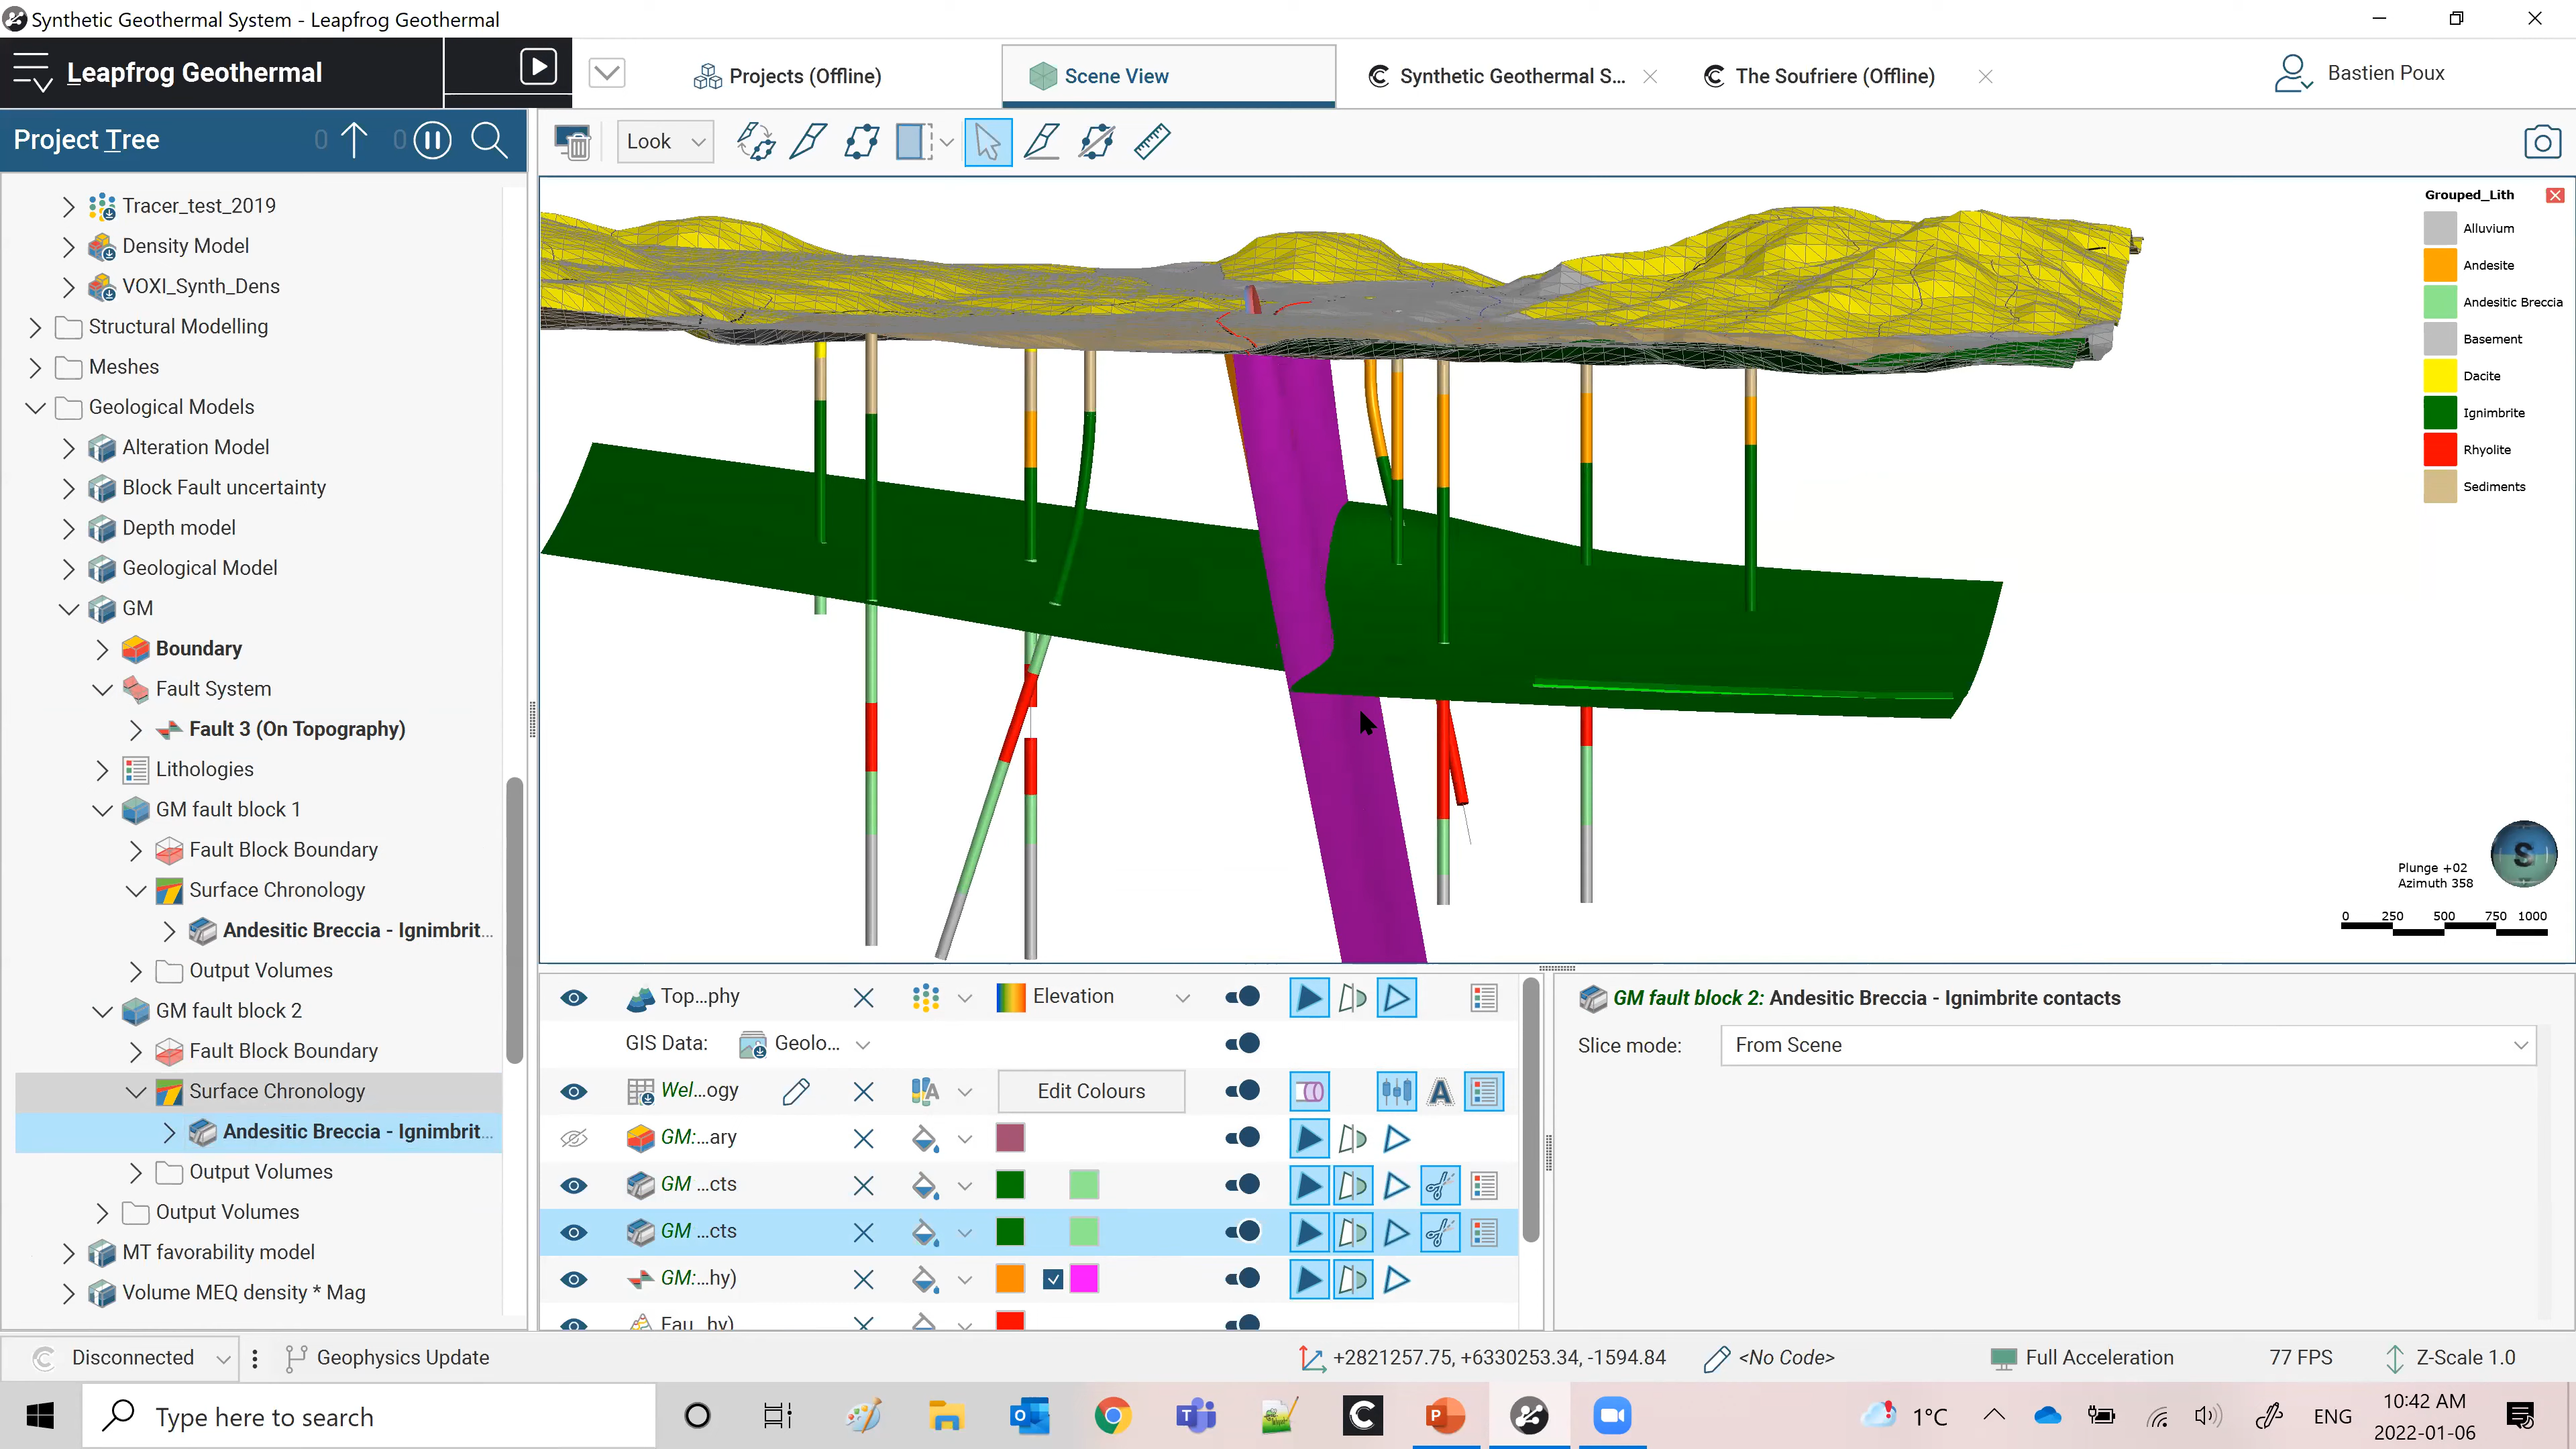 Synthetic Geothermal System - Leapfrog Geothermal
Leapfrog Geothermal
Projects (Offline)
Scene View
Synthetic Geothermal S...
The Soufriere (Offline)
Bastien Poux
Project Tree
0
0
Look
Tracer_test_2019
Density Model
VOXI_Synth_Dens
Structural Modelling
Meshes
Geological Models
Alteration Model
Block Fault uncertainty
Depth model
Geological Model
GM
Boundary
Fault System
Fault 3 (On Topography)
Lithologies
GM fault block 1
Fault Block Boundary
Surface Chronology
Andesitic Breccia - Ignimbrit...
Output Volumes
GM fault block 2
Fault Block Boundary
Surface Chronology
Andesitic Breccia - Ignimbrit...
Output Volumes
Output Volumes
MT favorability model
Volume MEQ density * Mag
Grouped_Lith
Alluvium
Andesite
Andesitic Breccia
Basement
Dacite
Ignimbrite
Rhyolite
Sediments
S
Plunge +02
Azimuth 358
0 250 500 750 1000
Top...phy
Elevation
GIS Data:
Geolo...
Wel...ogy
Edit Colours
GM:...ary
GM ...cts
GM ...cts
GM:...hy)
Fau...hy)
GM fault block 2: Andesitic Breccia - Ignimbrite contacts
Slice mode:
From Scene
Disconnected
Geophysics Update
+2821257.75, +6330253.34, -1594.84
<No Code>
Full Acceleration
77 FPS
Z-Scale 1.0
Type here to search
1°C
ENG
10:42 AM
2022-01-06